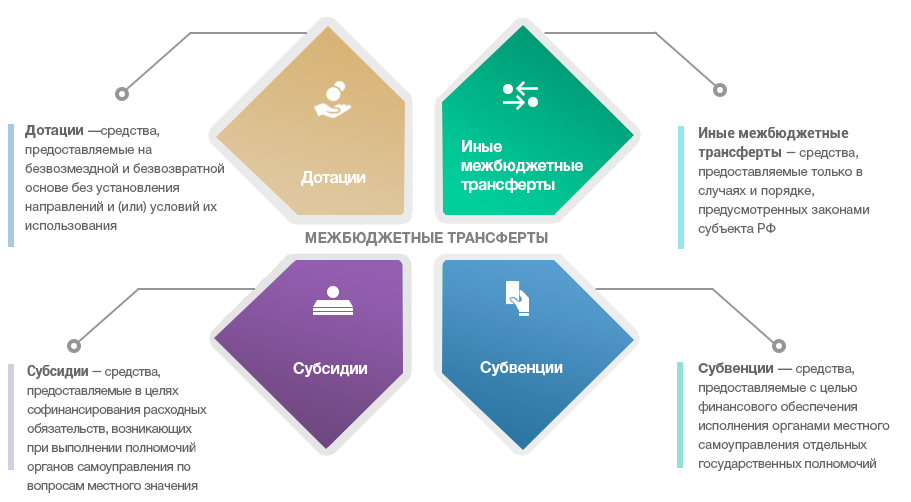 Дотации —средства,
предоставляемые на
безвозмездной и безвозвратной
основе без установления
направлений и (или) условий их
использования
Дотации
Иные
межбюджетные
трансферты
Иные межбюджетные
трансферты – средства,
предоставляемые только в
случаях и порядке,
предусмотренных законами
субъекта РФ
МЕЖБЮДЖЕТНЫЕ ТРАНСФЕРТЫ
Субсидии – средства,
предоставляемые в целях
софинансирования расходных
обязательств, возникающих
при выполнении полномочий
органов самоуправления по
вопросам местного значения
Субсидии
Субвенции
Субвенции — средства,
предоставляемые с целью
финансового обеспечения
исполнения органами местного
самоуправления отдельных
государственных полномочий